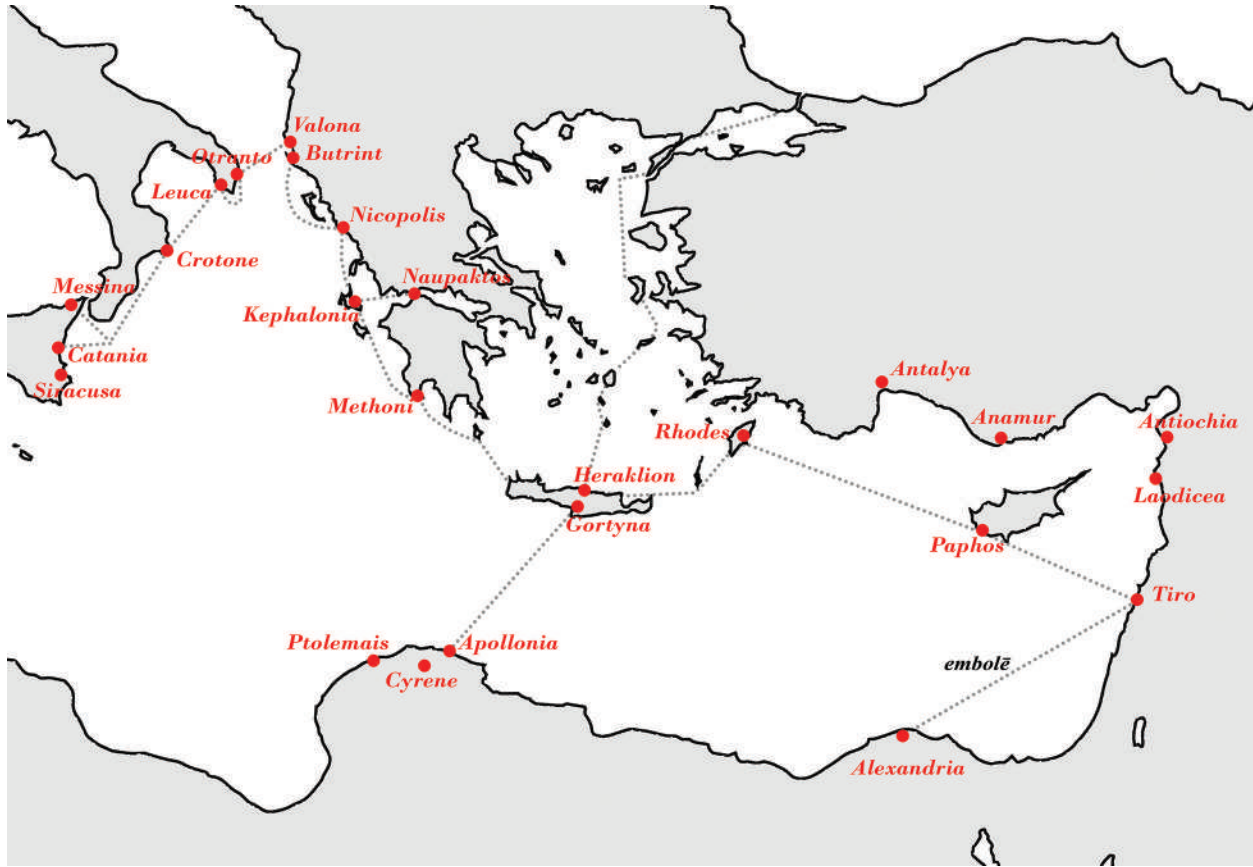 Valona
Otranto
Butrint
Leuca
Nicopolis
Crotone
Messina
Naupaktos
Kephalonia
Catania
Siracusa
Methoni
Antalya
Anamur
Antiochia
Rhodes
Heraklion
Laodicea
Gortyna
Paphos
Tiro
Ptolemais
Apollonia
Cyrene
embolē
Alexandria